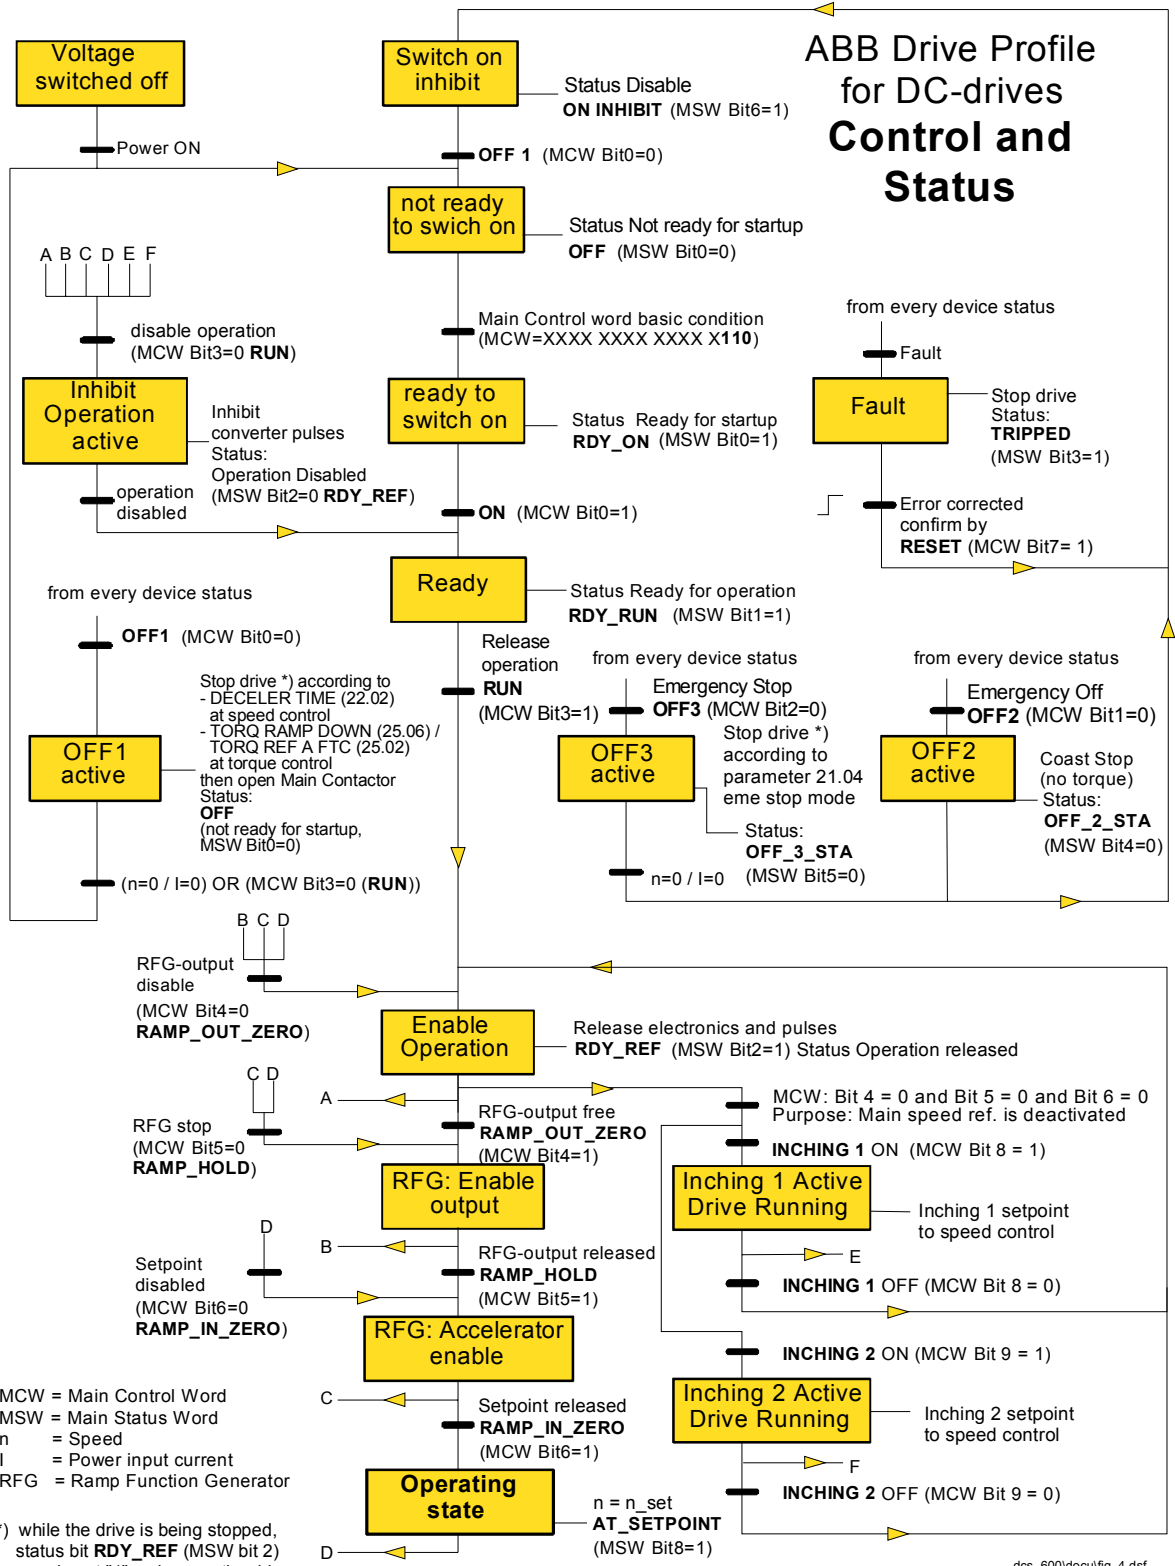 ABB Drive Profile
for DC-drives
Control and
Status
Voltage
switched off
Power ON
Switch on
inhibit
Status Disable
ON INHIBIT (MSW Bit6=1)
OFF 1 (MCW Bit0=0)
not ready
to swich on
Status Not ready for startup
OFF (MSW Bit0=0)
A B C D E F
disable operation
(MCW Bit3=0 RUN)
Main Control word basic condition
(MCW=XXXX XXXX XXXX X110)
from every device status
Fault
Inhibit
Operation
active
Inhibit
converter pulses
Status:
Operation Disabled
(MSW Bit2=0 RDY_REF)
operation
disabled
ready to
switch on
Status Ready for startup
RDY_ON (MSW Bit0=1)
ON (MCW Bit0=1)
Fault
Stop drive
Status:
TRIPPED
(MSW Bit3=1)
Error corrected
confirm by
RESET (MCW Bit7= 1)
Ready
Status Ready for operation
RDY_RUN (MSW Bit1=1)
Release
operation
RUN
(MCW Bit3=1)
from every device status
OFF1 (MCW Bit0=0)
OFF1
active
Stop drive *) according to
- DECELER TIME (22.02)
at speed control
- TORQ RAMP DOWN (25.06) /
TORQ REF A FTC (25.02)
at torque control
then open Main Contactor
Status:
OFF
(not ready for startup,
MSW Bit0=0)
(n=0 / I=0) OR (MCW Bit3=0 (RUN))
from every device status
Emergency Stop
OFF3 (MCW Bit2=0)
OFF3
active
Stop drive *)
according to
parameter 21.04
eme stop mode
Status:
OFF_3_STA
(MSW Bit5=0)
n=0 / I=0
from every device status
Emergency Off
OFF2 (MCW Bit1=0)
OFF2
active
Coast Stop
(no torque)
Status:
OFF_2_STA
(MSW Bit4=0)
B C D
RFG-output
disable
(MCW Bit4=0
RAMP_OUT_ZERO)
Enable
Operation
Release electronics and pulses
RDY_REF (MSW Bit2=1) Status Operation released
C D
RFG stop
(MCW Bit5=0
RAMP_HOLD)
A
RFG-output free
RAMP_OUT_ZERO
(MCW Bit4=1)
MCW: Bit 4 = 0 and Bit 5 = 0 and Bit 6 = 0
Purpose: Main speed ref. is deactivated
INCHING 1 ON (MCW Bit 8 = 1)
RFG: Enable
output
Inching 1 Active
Drive Running
Inching 1 setpoint
to speed control
E
INCHING 1 OFF (MCW Bit 8 = 0)
D
Setpoint
disabled
(MCW Bit6=0
RAMP_IN_ZERO)
B
RFG-output released
RAMP_HOLD
(MCW Bit5=1)
RFG: Accelerator
enable
INCHING 2 ON (MCW Bit 9 = 1)
Inching 2 Active
Drive Running
Inching 2 setpoint
to speed control
F
INCHING 2 OFF (MCW Bit 9 = 0)
C
Setpoint released
RAMP_IN_ZERO
(MCW Bit6=1)
Operating
state
n = n_set
AT_SETPOINT
(MSW Bit8=1)
D
MCW = Main Control Word
MSW = Main Status Word
n = Speed
I = Power input current
RFG = Ramp Function Generator
*) while the drive is being stopped,
status bit RDY_REF (MSW bit 2)